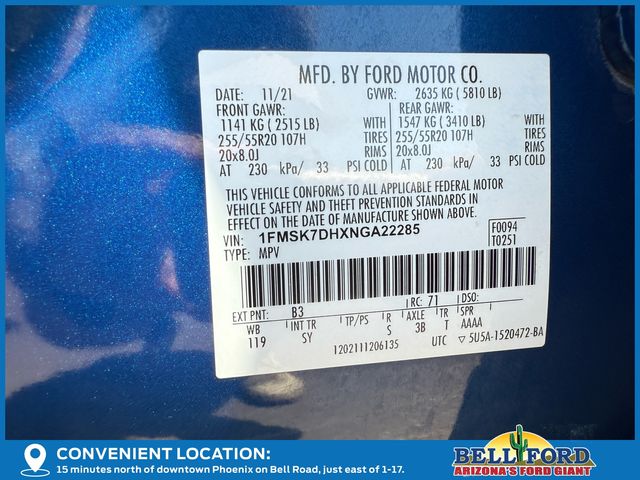 MFD. BY FORD MOTOR CO.
DATE: 11/21 GVWR: 2635 KG ( 5810 LB)
FRONT GAWR: REAR GAWR:
1141 KG ( 2515 LB) WITH 1547 KG ( 3410 LB) WITH
255/55R20 107H TIRES 255/55R20 107H TIRES
20x8.0J RIMS 20x8.0J RIMS
AT 230 kPa/ 33 PSI COLD AT 230 kPa/ 33 PSI COLD
THIS VEHICLE CONFORMS TO ALL APPLICABLE FEDERAL MOTOR
VEHICLE SAFETY AND THEFT PREVENTION STANDARDS IN
EFFECT ON THE DATE OF MANUFACTURE SHOWN ABOVE.
VIN: 1FMSK7DHXNGA22285 F0094
TYPE: MPV T0251
EXT PNT: B3 RC: 71 DSO:
WB INT TR TP/PS R AXLE TR SPR
119 SY S 3B T AAAA
1202111206135 UTC ▽ 5U5A-1520472-BA
CONVENIENT LOCATION:
15 minutes north of downtown Phoenix on Bell Road, just east of 1-17.
BELL FORD
ARIZONA'S FORD GIANT